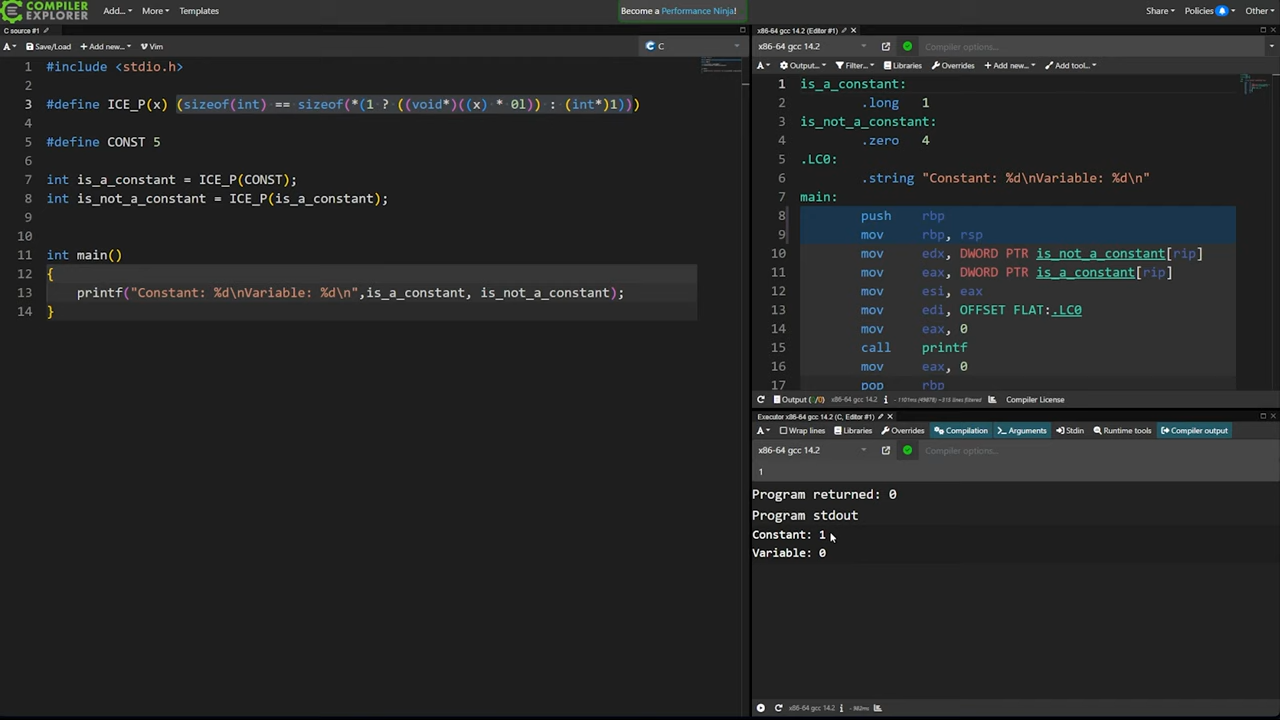 COMPILER EXPLORER Add... More Templates
Become a Performance Ninja!
Share Policies Other
C source #1
A Save/Load Add new... Vim
C
1 #include <stdio.h>
2
3 #define ICE_P(x) (sizeof(int) == sizeof(*(1 ? ((void*)((x) * 0l)) : (int*)1)))
4
5 #define CONST 5
6
7 int is_a_constant = ICE_P(CONST);
8 int is_not_a_constant = ICE_P(is_a_constant);
9
10
11 int main()
12 {
13 printf("Constant: %d\nVariable: %d\n",is_a_constant, is_not_a_constant);
14 }
x86-64 gcc 14.2 (Editor #1)
x86-64 gcc 14.2 Compiler options...
A Output... Filter... Libraries Overrides Add new... Add tool...
1 is_a_constant:
2 .long 1
3 is_not_a_constant:
4 .zero 4
5 .LC0:
6 .string "Constant: %d\nVariable: %d\n"
7 main:
8 push rbp
9 mov rbp, rsp
10 mov edx, DWORD PTR is_not_a_constant[rip]
11 mov eax, DWORD PTR is_a_constant[rip]
12 mov esi, eax
13 mov edi, OFFSET FLAT:.LC0
14 mov eax, 0
15 call printf
16 mov eax, 0
17 pop rbp
Output (0/0) x86-64 gcc 14.2 i - 1101ms (49878) ~315 lines filtered Compiler License
Executor x86-64 gcc 14.2 (C, Editor #1)
A Wrap lines Libraries Overrides Compilation Arguments Stdin Runtime tools Compiler output
x86-64 gcc 14.2 Compiler options...
1
Program returned: 0
Program stdout
Constant: 1
Variable: 0
x86-64 gcc 14.2 i